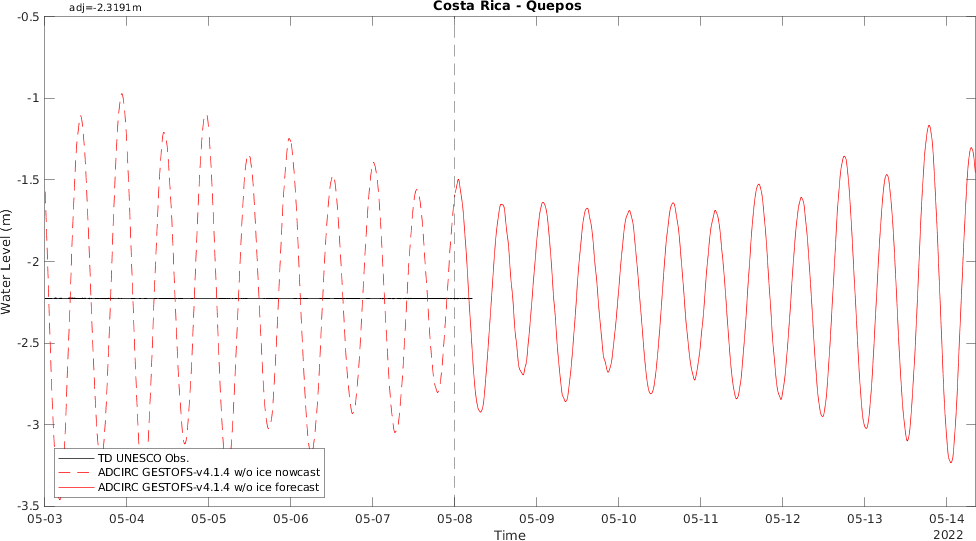 adj=-2.3191m
Costa Rica - Quepos
-0.5
-1
-1.5
-2
-2.5
-3
-3.5
Water Level (m)
TD UNESCO Obs.
ADCIRC GESTOFS-v4.1.4 w/o ice nowcast
ADCIRC GESTOFS-v4.1.4 w/o ice forecast
05-03 05-04 05-05 05-06 05-07 05-08 05-09 05-10 05-11 05-12 05-13 05-14
2022
Time